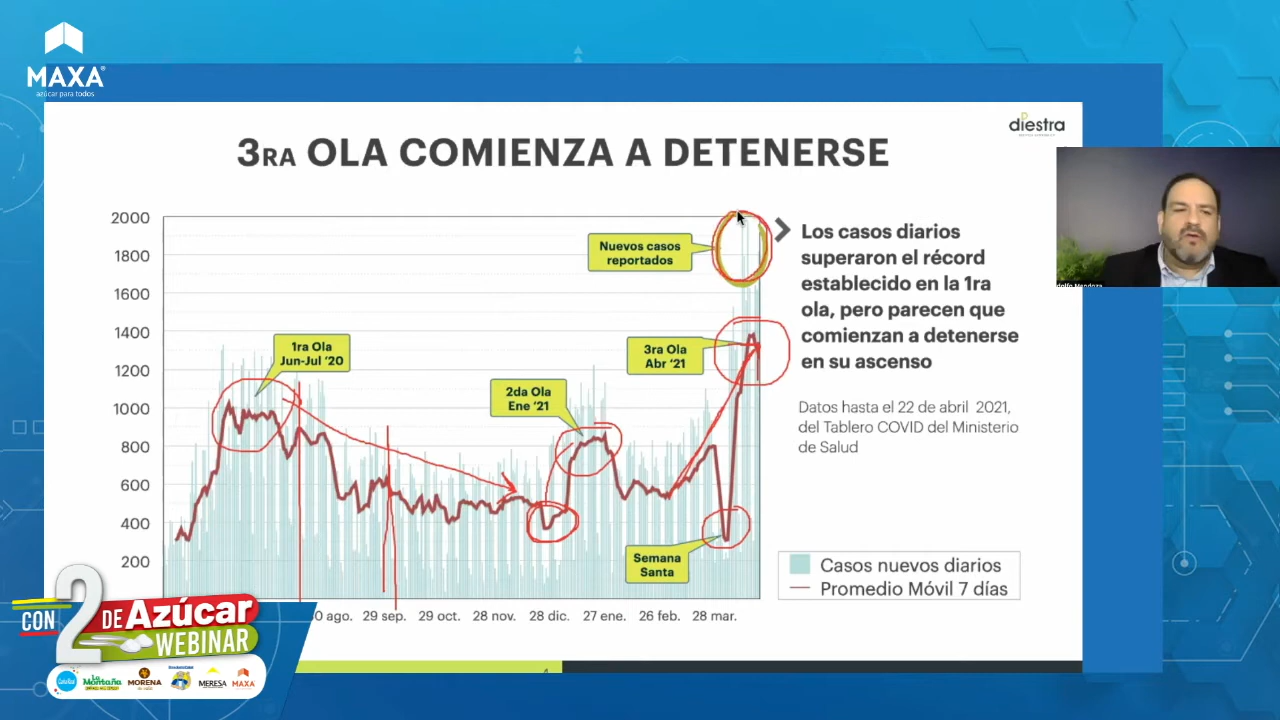 MAXA
azúcar para todos
diestra
3RA OLA COMIENZA A DETENERSE
2000
1800
1600
1400
1200
1000
800
600
400
200
Nuevos casos
reportados
1ra Ola
Jun-Jul ‘20
3ra Ola
Abr ‘21
2da Ola
Ene ‘21
Semana
Santa
ago.
29 sep.
29 oct.
28 nov.
28 dic.
27 ene.
26 feb.
28 mar.
Los casos diarios
superaron el récord
establecido en la 1ra
ola, pero parecen que
comienzan a detenerse
en su ascenso
Datos hasta el 22 de abril 2021,
del Tablero COVID del Ministerio
de Salud
Casos nuevos diarios
Promedio Móvil 7 días
Mendoza
CON 2 DE Azúcar
WEBINAR
La Montaña
MORENA
MERESA
MAXA